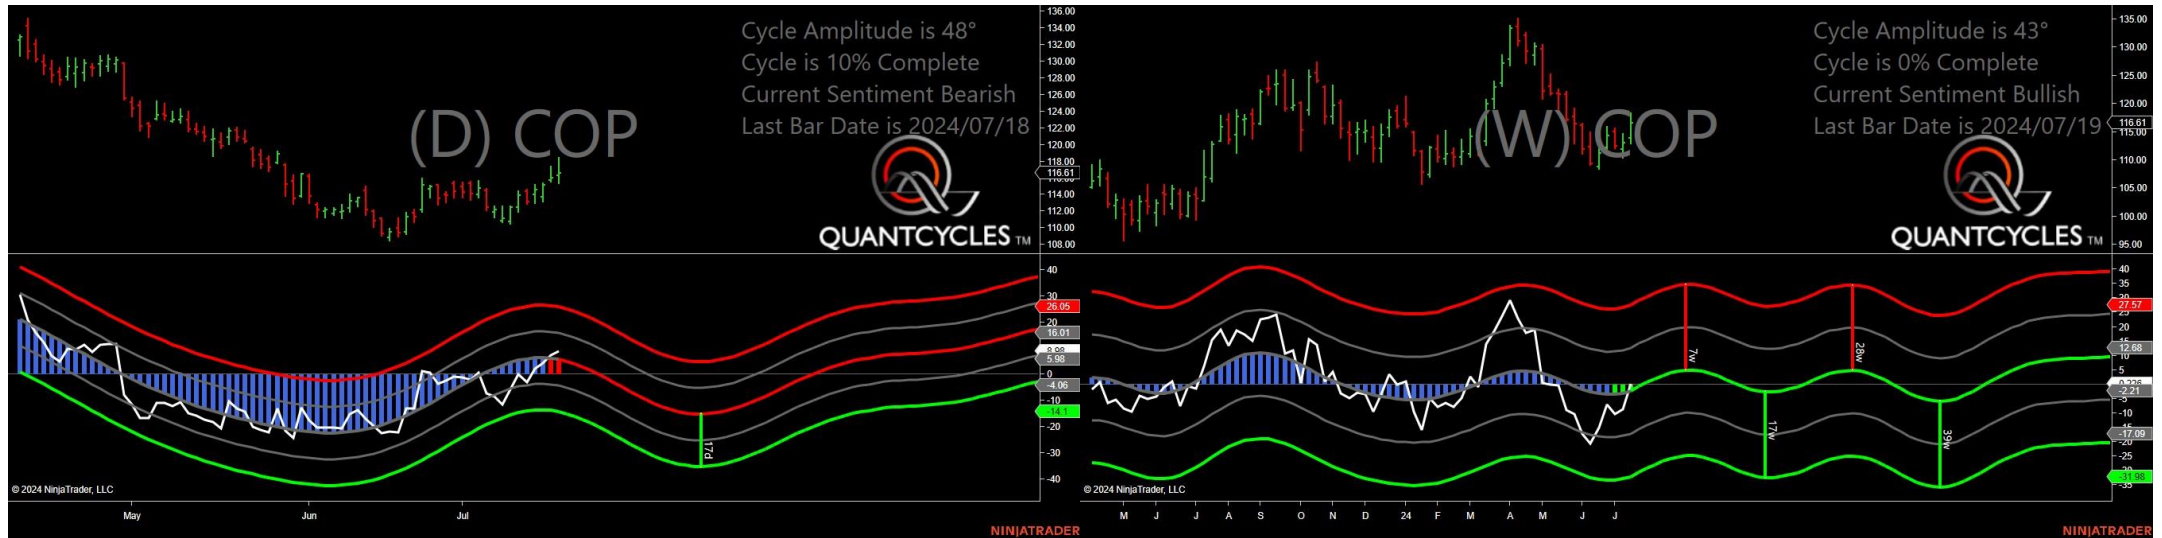 136.00
134.00
132.00
130.00
128.00
126.00
124.00
122.00
120.00
118.00
116.61
114.00
112.00
110.00
108.00
Cycle Amplitude is 48°
Cycle is 10% Complete
Current Sentiment Bearish
Last Bar Date is 2024/07/18
(D) COP
QUANTCYCLES TM
40
30
26.05
20
16.01
5.98
0
-4.06
-10
-14.1
-20
-30
-40
17d
© 2024 NinjaTrader, LLC
May Jun Jul
NINJATRADER
135.00
130.00
125.00
120.00
116.61
115.00
110.00
105.00
100.00
95.00
Cycle Amplitude is 43°
Cycle is 0% Complete
Current Sentiment Bullish
Last Bar Date is 2024/07/19
(W) COP
QUANTCYCLES TM
40
35
27.57
20
15
12.68
5
-2.21
-10
-17.09
-25
-31.98
7w
28w
17w
39w
© 2024 NinjaTrader, LLC
M J J A S O N D 24 F M A M J J
NINJATRADER